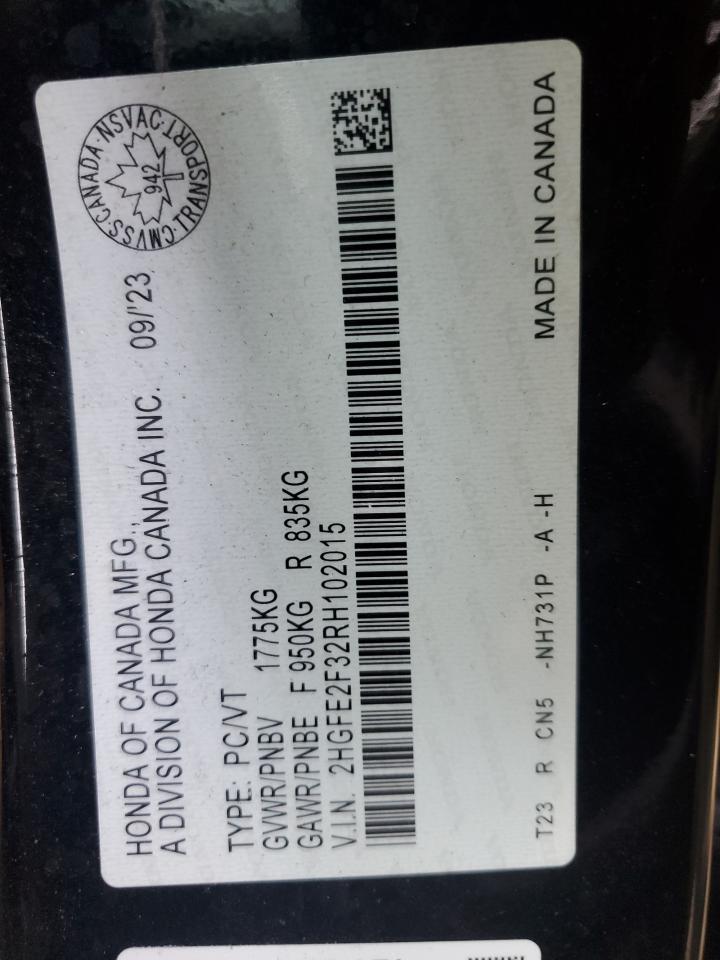 HONDA OF CANADA MFG.,
A DIVISION OF HONDA CANADA INC. 09/'23
CMVSS·CANADA·NSVAC·TRANSPORT·
942
TYPE: PC/VT
GVWR/PNBV 1775KG
GAWR/PNBE F 950KG R 835KG
V.I.N. 2HGFE2F32RH102015
T23 R CN5 -NH731P -A -H MADE IN CANADA